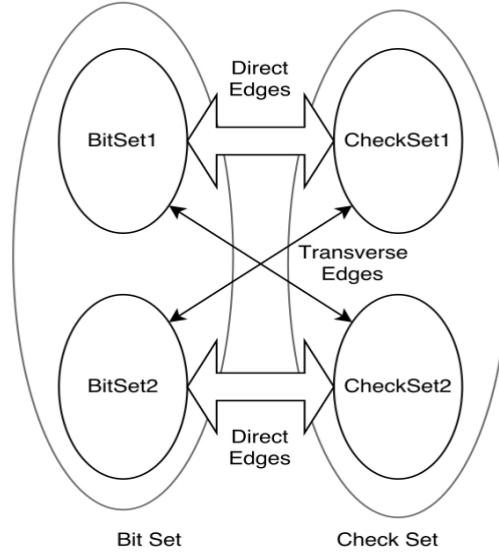 Direct
Edges
BitSet1
CheckSet1
Transverse
Edges
BitSet2
CheckSet2
Direct
Edges
Bit Set
Check Set